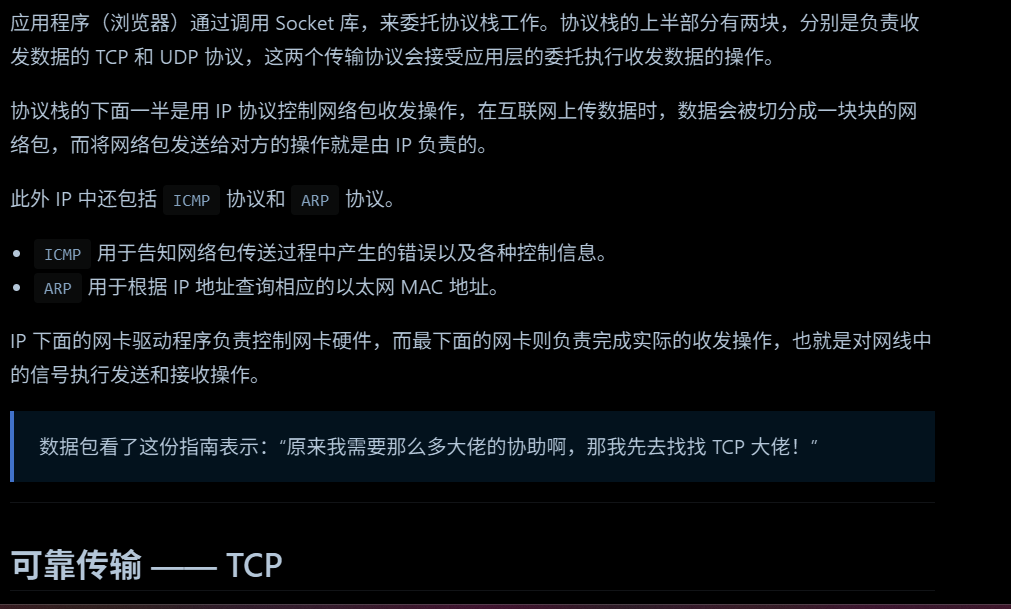 应用程序（浏览器）通过调用 Socket 库，来委托协议栈工作。协议栈的上半部分有两块，分别是负责收
发数据的 TCP 和 UDP 协议，这两个传输协议会接受应用层的委托执行收发数据的操作。
协议栈的下面一半是用 IP 协议控制网络包收发操作，在互联网上传数据时，数据会被切分成一块块的网
络包，而将网络包发送给对方的操作就是由 IP 负责的。
此外 IP 中还包括 ICMP 协议和 ARP 协议。
• ICMP 用于告知网络包传送过程中产生的错误以及各种控制信息。
• ARP 用于根据 IP 地址查询相应的以太网 MAC 地址。
IP 下面的网卡驱动程序负责控制网卡硬件，而最下面的网卡则负责完成实际的收发操作，也就是对网线中
的信号执行发送和接收操作。
数据包看了这份指南表示：“原来我需要那么多大佬的协助啊，那我先去找找 TCP 大佬！”
可靠传输 —— TCP